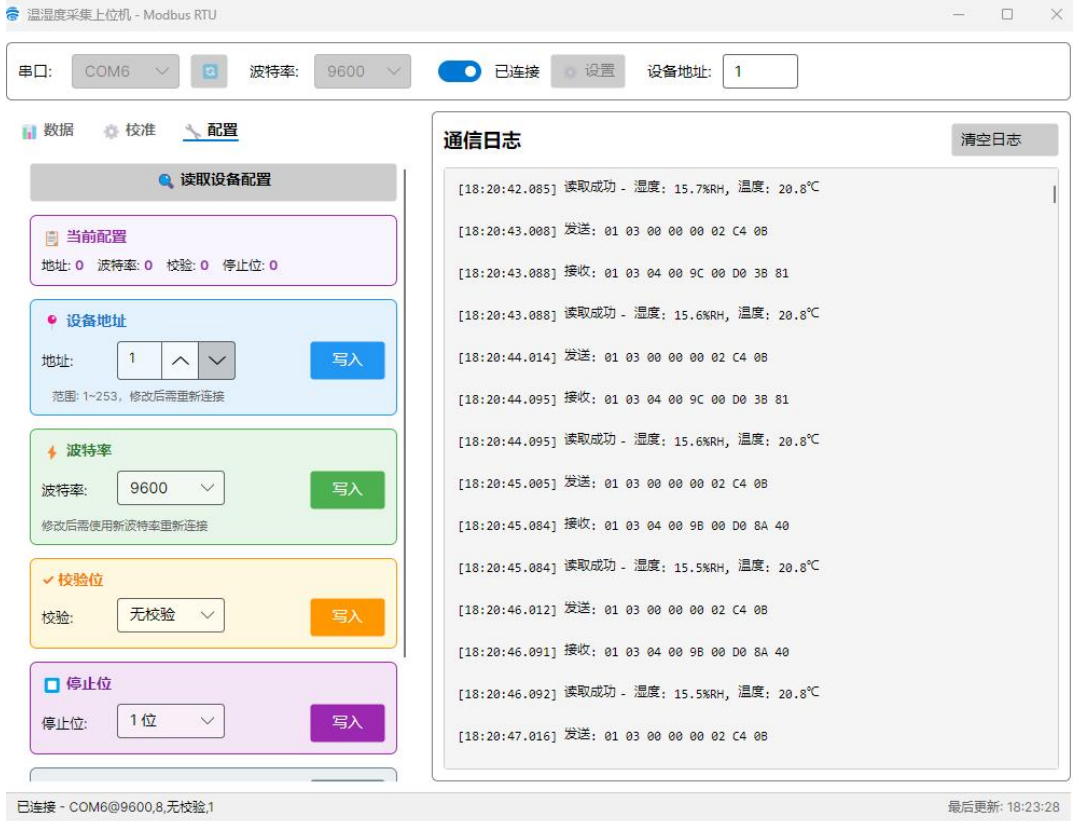 温湿度采集上位机 - Modbus RTU
串口: COM6 波特率: 9600 已连接 设置 设备地址: 1
数据 校准 配置
读取设备配置
当前配置
地址: 0 波特率: 0 校验: 0 停止位: 0
设备地址
地址: 1 写入
范围: 1~253，修改后需重新连接
波特率
波特率: 9600 写入
修改后需使用新波特率重新连接
校验位
校验: 无校验 写入
停止位
停止位: 1 位 写入
通信日志 清空日志
[18:20:42.085] 读取成功 - 湿度: 15.7%RH, 温度: 20.8℃
[18:20:43.008] 发送: 01 03 00 00 00 02 C4 0B
[18:20:43.088] 接收: 01 03 04 00 9C 00 D0 3B 81
[18:20:43.088] 读取成功 - 湿度: 15.6%RH, 温度: 20.8℃
[18:20:44.014] 发送: 01 03 00 00 00 02 C4 0B
[18:20:44.095] 接收: 01 03 04 00 9C 00 D0 3B 81
[18:20:44.095] 读取成功 - 湿度: 15.6%RH, 温度: 20.8℃
[18:20:45.005] 发送: 01 03 00 00 00 02 C4 0B
[18:20:45.084] 接收: 01 03 04 00 9B 00 D0 8A 40
[18:20:45.084] 读取成功 - 湿度: 15.5%RH, 温度: 20.8℃
[18:20:46.012] 发送: 01 03 00 00 00 02 C4 0B
[18:20:46.091] 接收: 01 03 04 00 9B 00 D0 8A 40
[18:20:46.092] 读取成功 - 湿度: 15.5%RH, 温度: 20.8℃
[18:20:47.016] 发送: 01 03 00 00 00 02 C4 0B
已连接 - COM6@9600,8,无校验,1 最后更新: 18:23:28